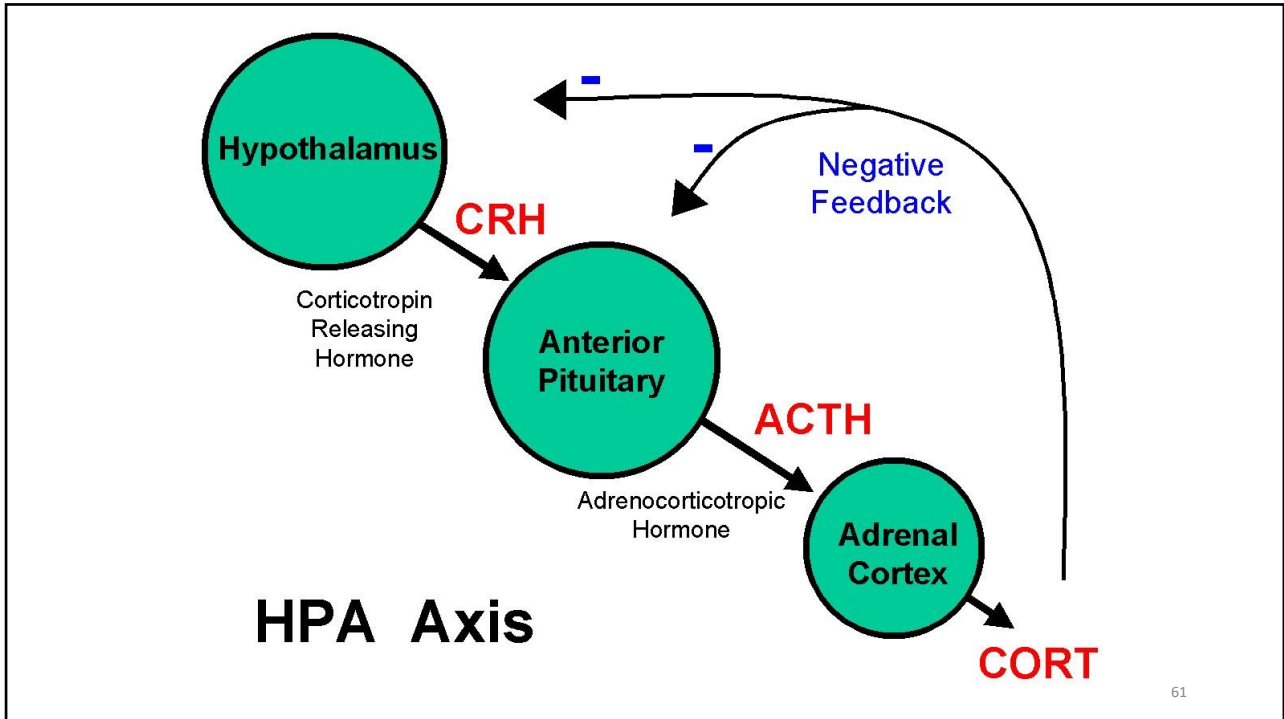 Hypothalamus
-
-
Negative
Feedback
CRH
Corticotropin
Releasing
Hormone
Anterior
Pituitary
ACTH
Adrenocorticotropic
Hormone
Adrenal
Cortex
HPA Axis
CORT
61